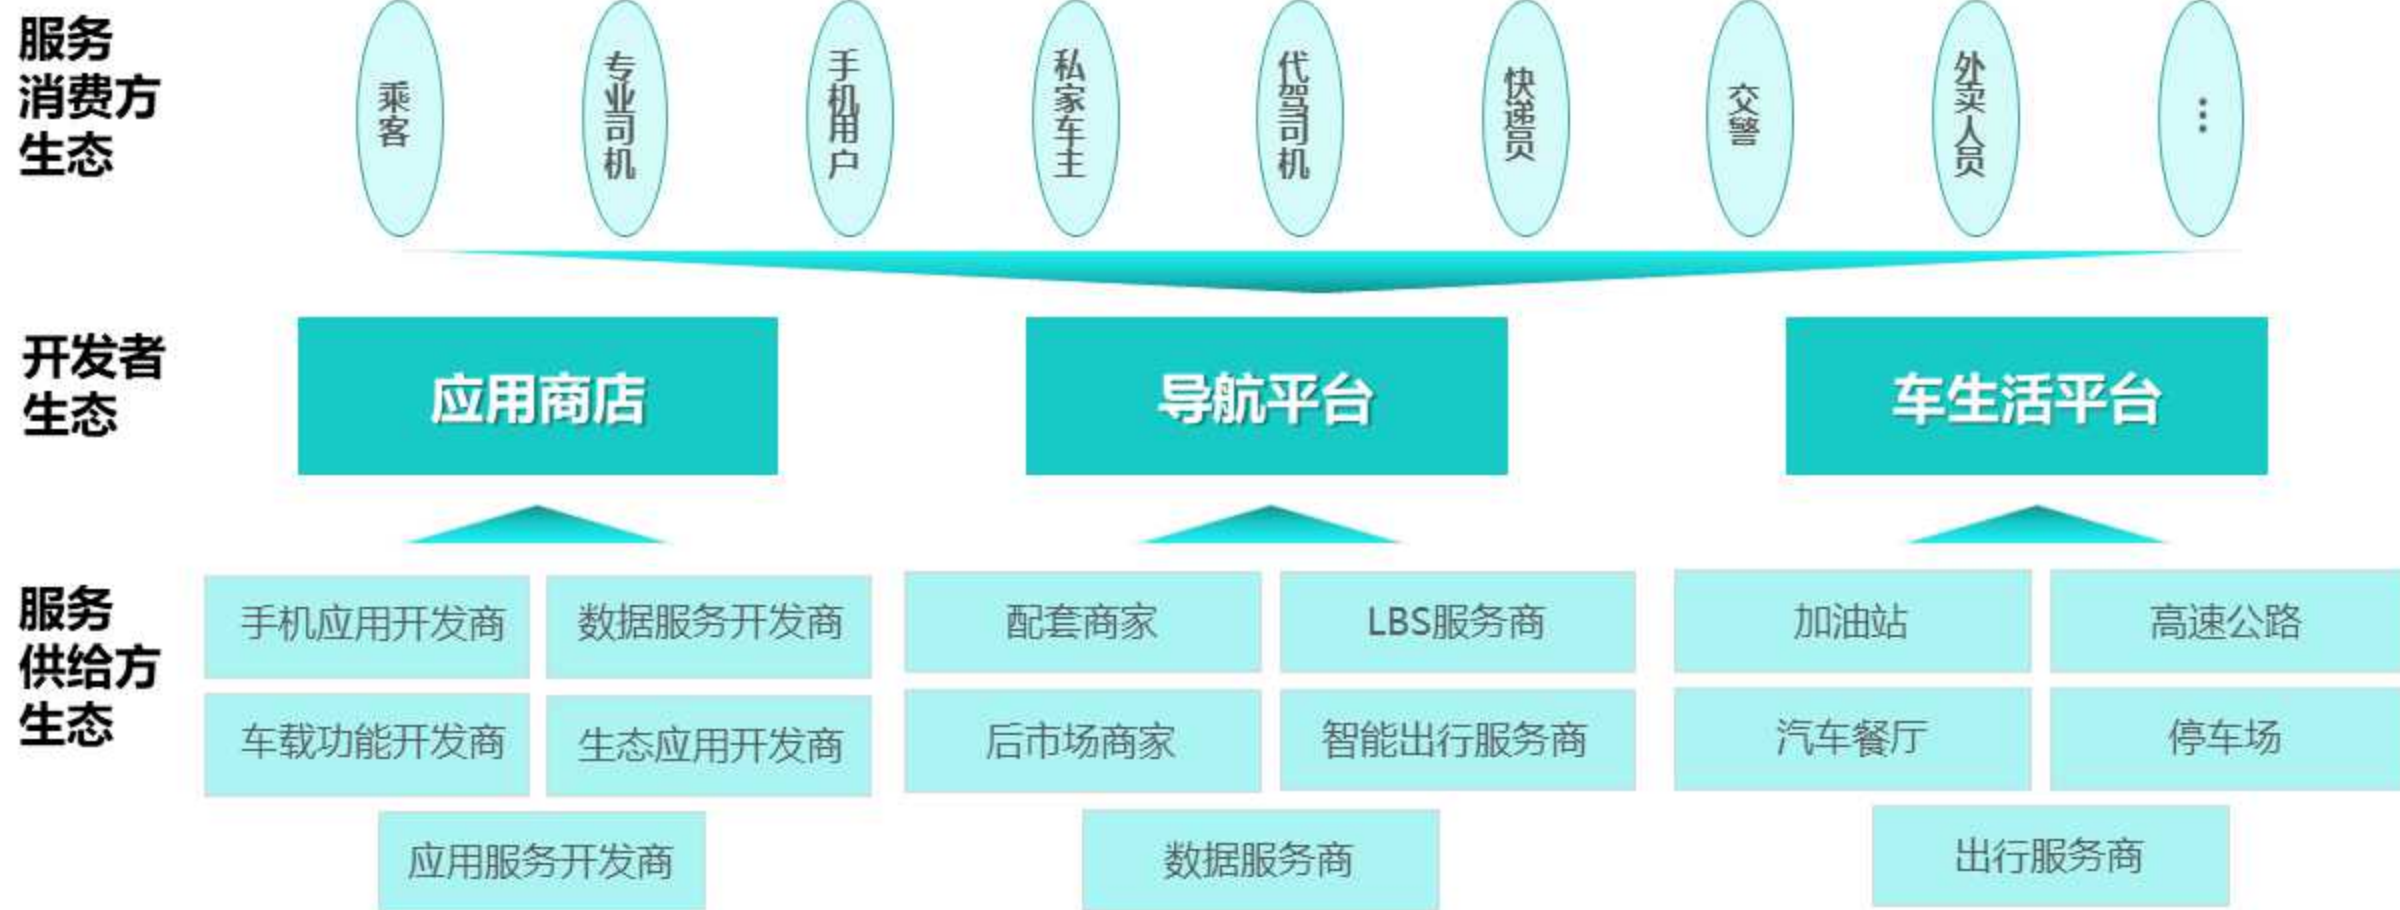 服务
消费方
生态
乘客
专业司机
手机用户
私家车主
代驾司机
快递员
交警
外卖人员
...
开发者
生态
应用商店
导航平台
车生活平台
服务
供给方
生态
手机应用开发商
数据服务开发商
车载功能开发商
生态应用开发商
应用服务开发商
配套商家
LBS服务商
后市场商家
智能出行服务商
数据服务商
加油站
高速公路
汽车餐厅
停车场
出行服务商